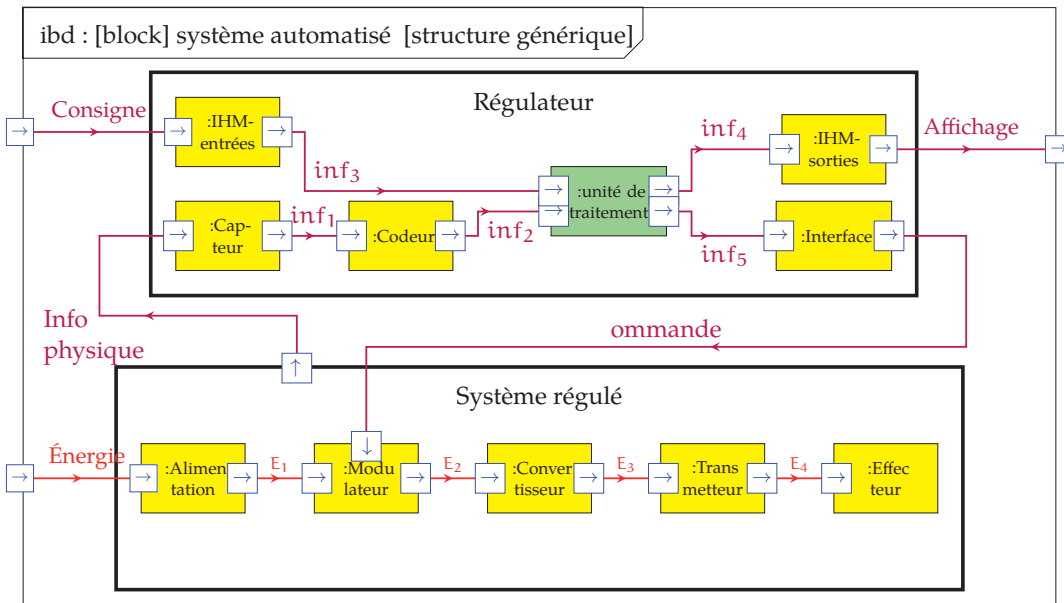 ibd : [block] système automatisé [structure générique]
Régulateur
Consigne
:IHM-
entrées
inf3
inf4
:IHM-
sorties
Affichage
:unité de
traitement
:Cap-
teur
inf1
:Codeur
inf2
inf5
:Interface
Info
physique
ommande
Système régulé
Énergie
:Alimen
tation
E1
:Modu
lateur
E2
:Conver
tisseur
E3
:Trans
metteur
E4
:Effec
teur